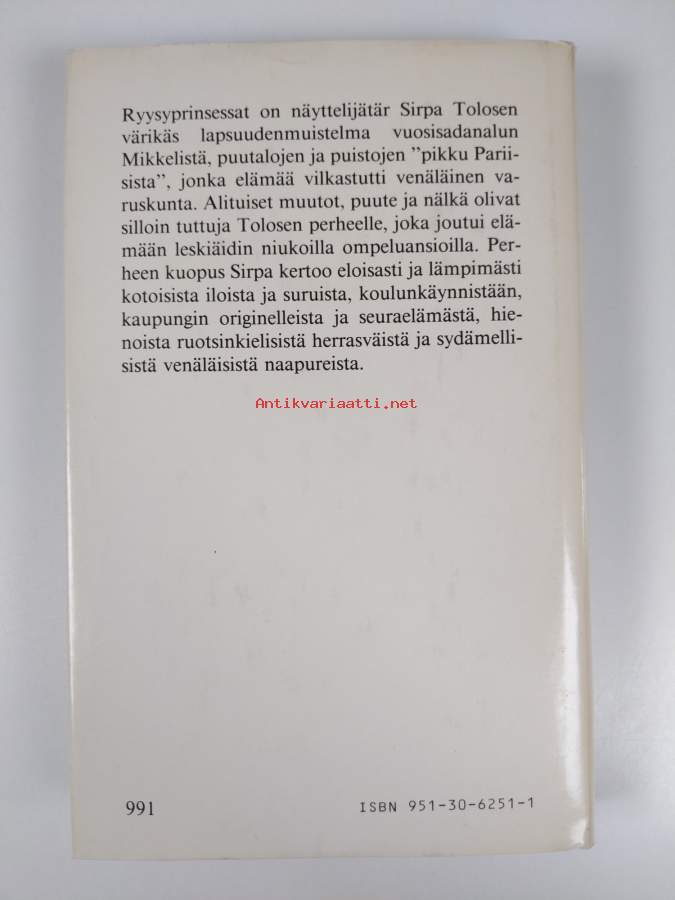 Ryysyprinsessat on näyttelijätär Sirpa Tolosen
värikäs lapsuudenmuistelma vuosisadanalun
Mikkelistä, puutalojen ja puistojen ”pikku Parii-
sista”, jonka elämää vilkastutti venäläinen va-
ruskunta. Alituiset muutot, puute ja nälkä olivat
silloin tuttuja Tolosen perheelle, joka joutui elä-
mään leskiäidin niukoilla ompeluansioilla. Per-
heen kuopus Sirpa kertoo eloisasti ja lämpimästi
kotoisista iloista ja suruista, koulunkäynnistään,
kaupungin originelleista ja seuraelämästä, hie-
noista ruotsinkielisistä herrasväistä ja sydämelli-
sistä venäläisistä naapureista.
Antikvariaatti.net
991
ISBN 951-30-6251-1